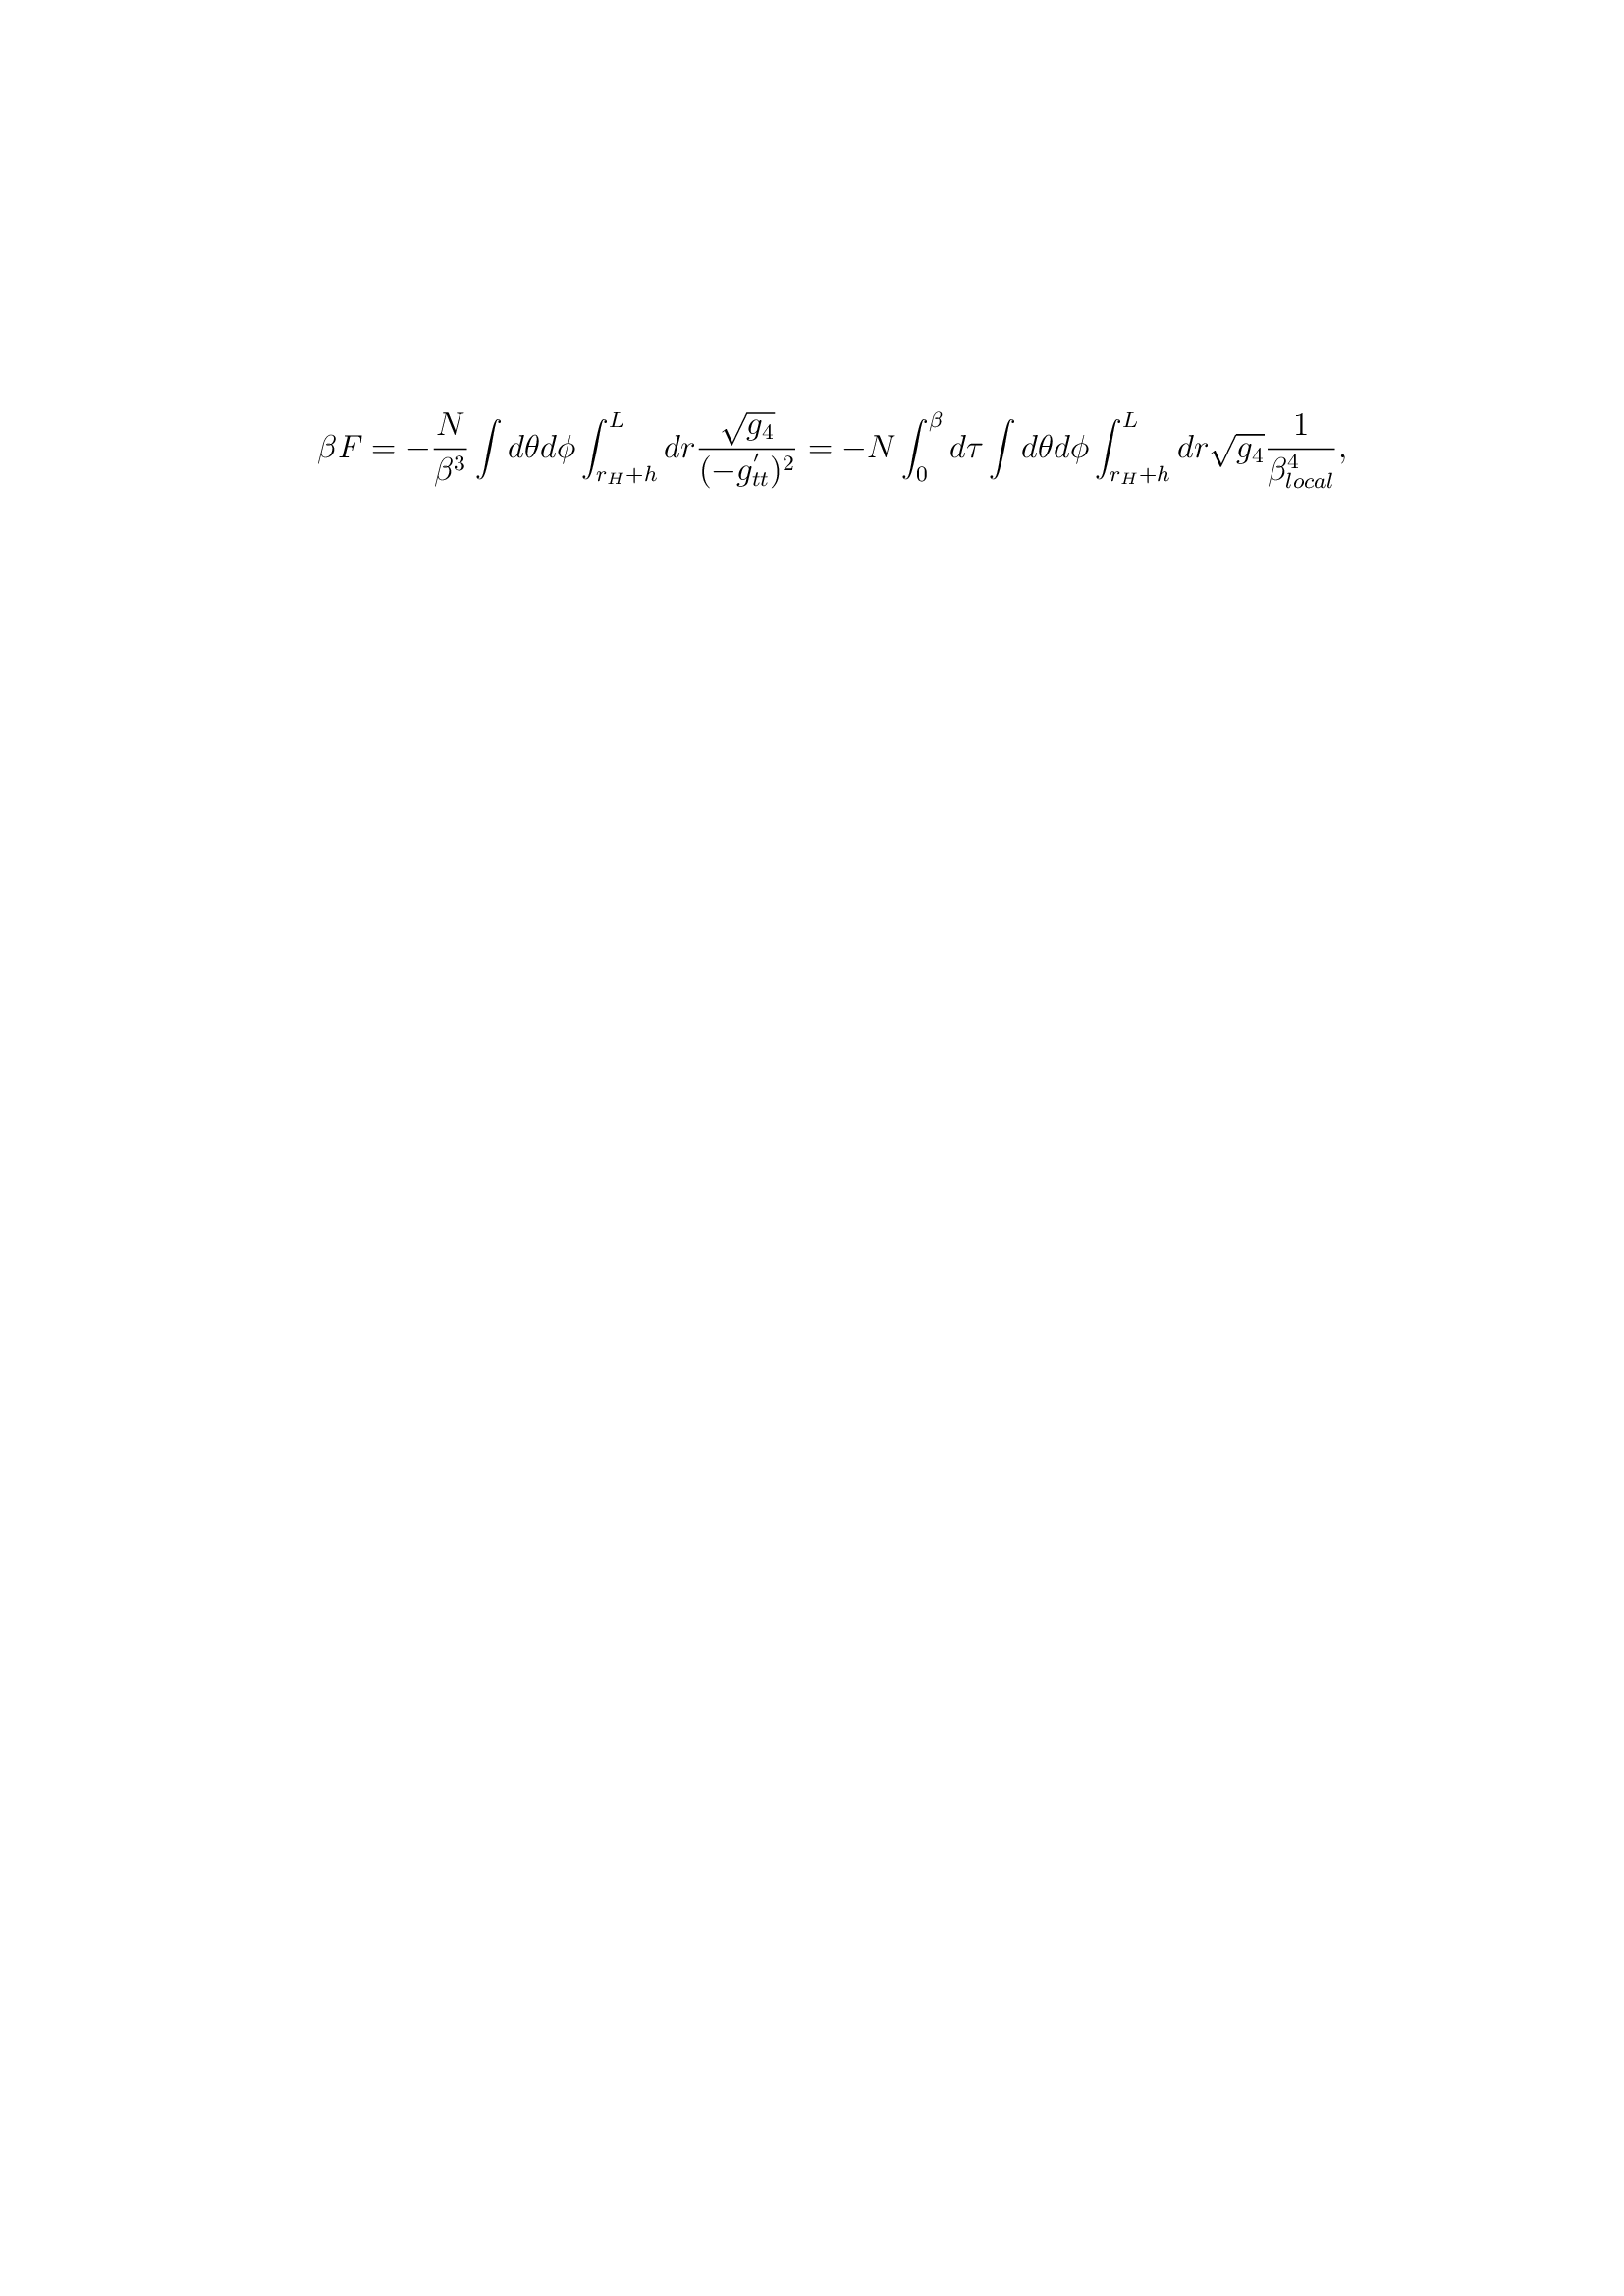 $$\beta F = -\frac{N}{\beta^3} \int d\theta d\phi \int_{r_H+h}^{L} dr \frac{\sqrt{g_4}}{(-g_{tt}^{'})^2} = -N \int_0^{\beta} d\tau \int d\theta d\phi \int_{r_H+h}^{L} dr \sqrt{g_4} \frac{1}{\beta_{local}^4},$$